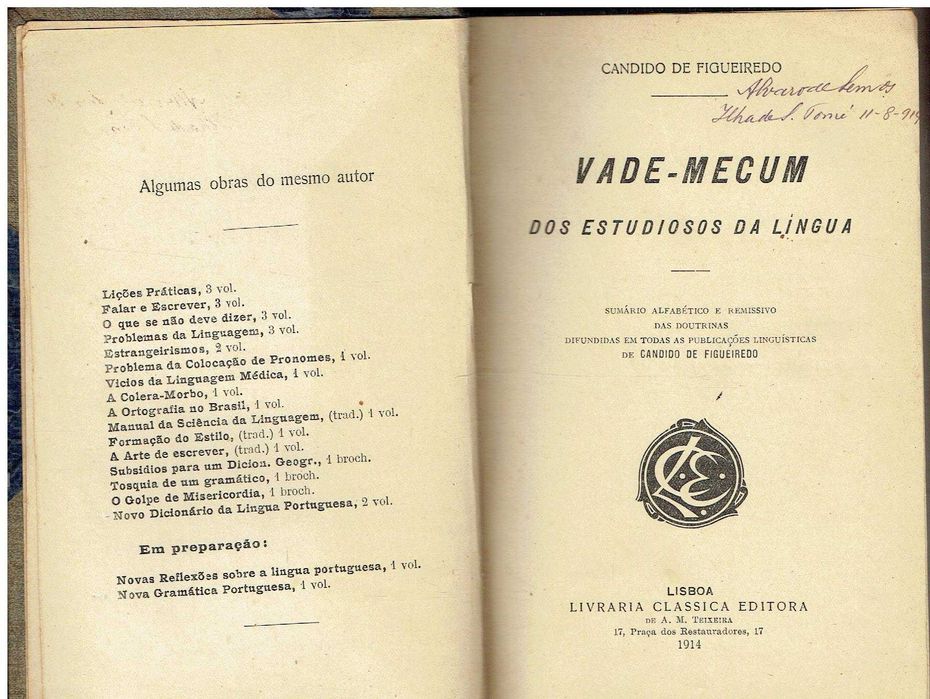 Algumas obras do mesmo autor
Lições Práticas, 3 vol.
Falar e Escrever, 3 vol.
O que se não deve dizer, 3 vol.
Problemas da Linguagem, 3 vol.
Estrangeirismos, 2 vol.
Problema da Colocação de Pronomes, 1 vol.
Vicios da Linguagem Médica, 1 vol.
A Colera-Morbo, 1 vol.
A Ortografia no Brasil, 1 vol.
Manual da Sciência da Linguagem, (trad.) 1 vol.
Formação do Estilo, (trad.) 1 vol.
A Arte de escrever, (trad.) 1 vol.
Subsidios para um Dicion. Geogr., 1 broch.
Tosquia de um gramático, 1 broch.
O Golpe de Misericordia, 1 broch.
Novo Dicionário da Lingua Portuguesa, 2 vol.
Em preparação:
Novas Reflexões sobre a lingua portuguesa, 1 vol.
Nova Gramática Portuguesa, 1 vol.
CANDIDO DE FIGUEIREDO
Alvaro de Lemos
Ilha de S. Tomé 11-8-914
VADE-MECUM
DOS ESTUDIOSOS DA LÍNGUA
SUMÁRIO ALFABÉTICO E REMISSIVO
DAS DOUTRINAS
DIFUNDIDAS EM TODAS AS PUBLICAÇÕES LINGUÍSTICAS
DE CANDIDO DE FIGUEIREDO
LISBOA
LIVRARIA CLASSICA EDITORA
DE A. M. TEIXEIRA
17, Praça dos Restauradores, 17
1914